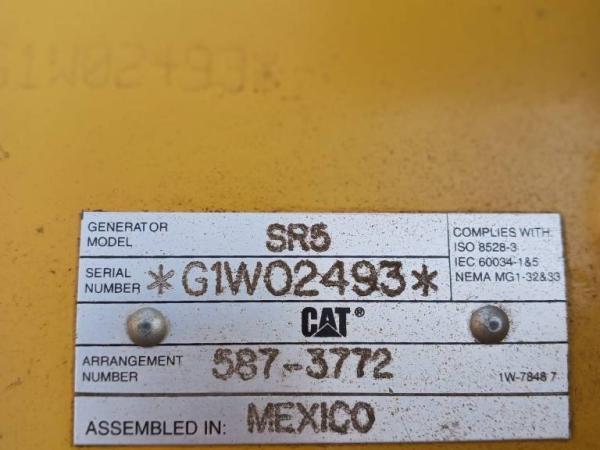 G1W02493*
GENERATOR MODEL SR5
COMPLIES WITH:
ISO 8528-3
IEC 60034-1&5
NEMA MG1-32&33
SERIAL NUMBER *G1W02493*
CAT®
ARRANGEMENT NUMBER 587-3772
1W-7848 7
ASSEMBLED IN: MEXICO